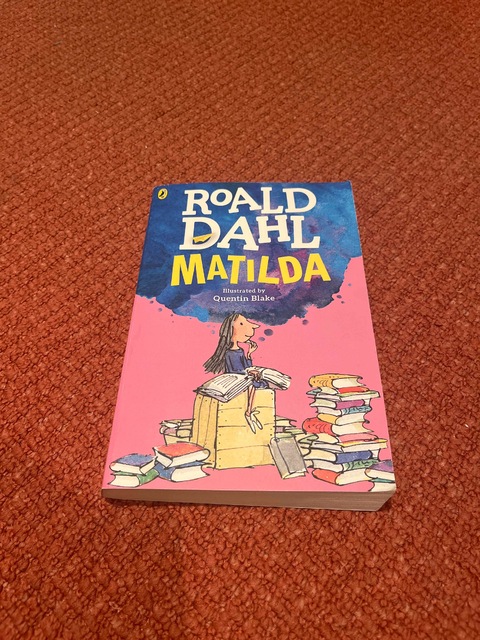 ROALD
DAHL
MATILDA
Illustrated by
Quentin Blake